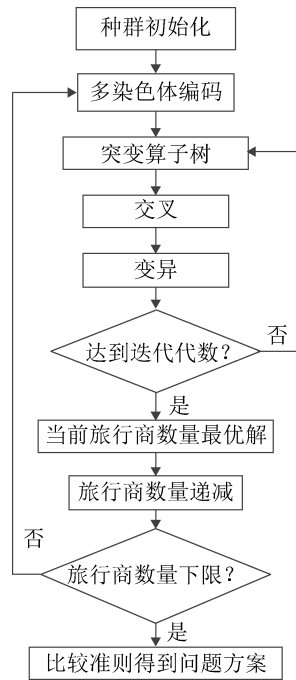 种群初始化
多染色体编码
突变算子树
交叉
变异
达到迭代代数？
否
是
当前旅行商数量最优解
旅行商数量递减
否
旅行商数量下限？
是
比较准则得到问题方案